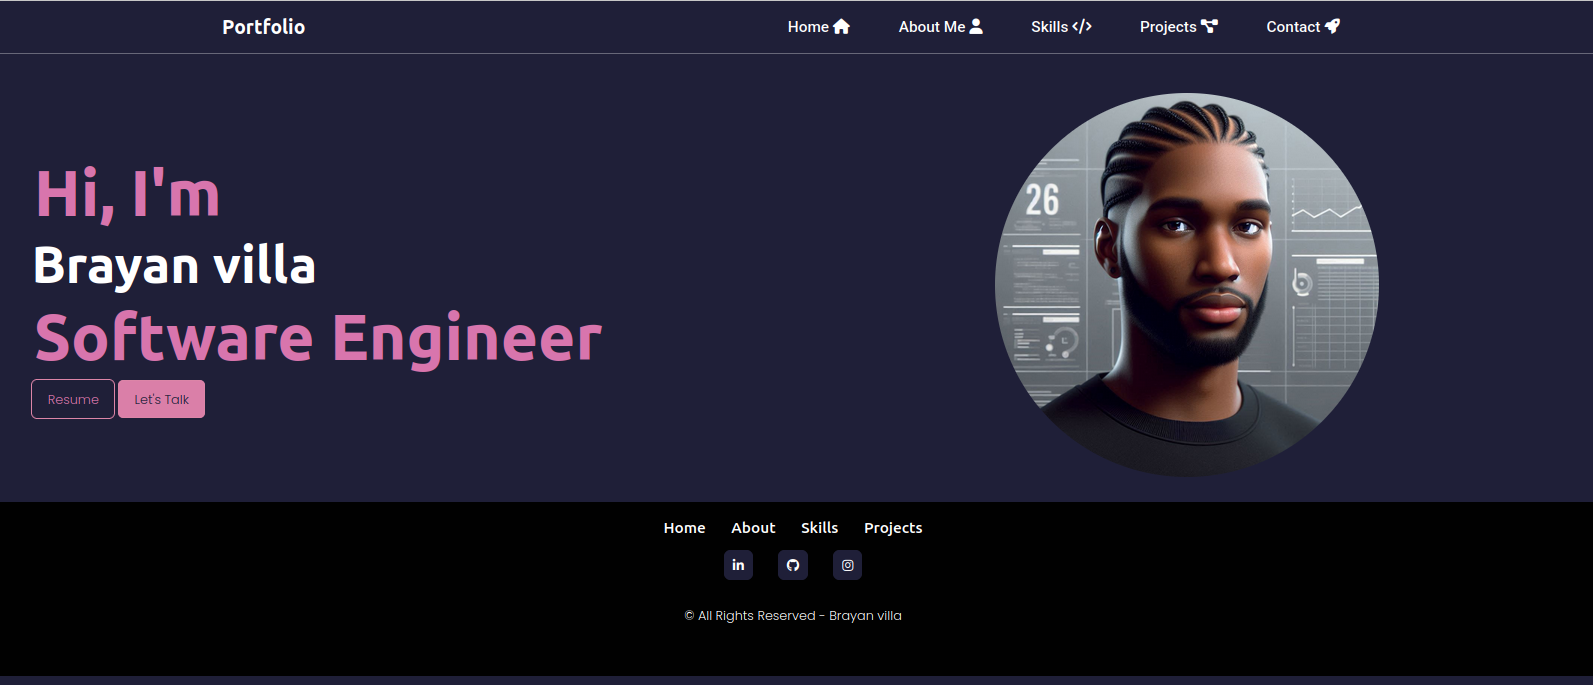 Portfolio
Home About Me Skills Projects Contact
Hi, I'm
Brayan villa
Software Engineer
Resume Let's Talk
26
Home About Skills Projects
in
© All Rights Reserved - Brayan villa